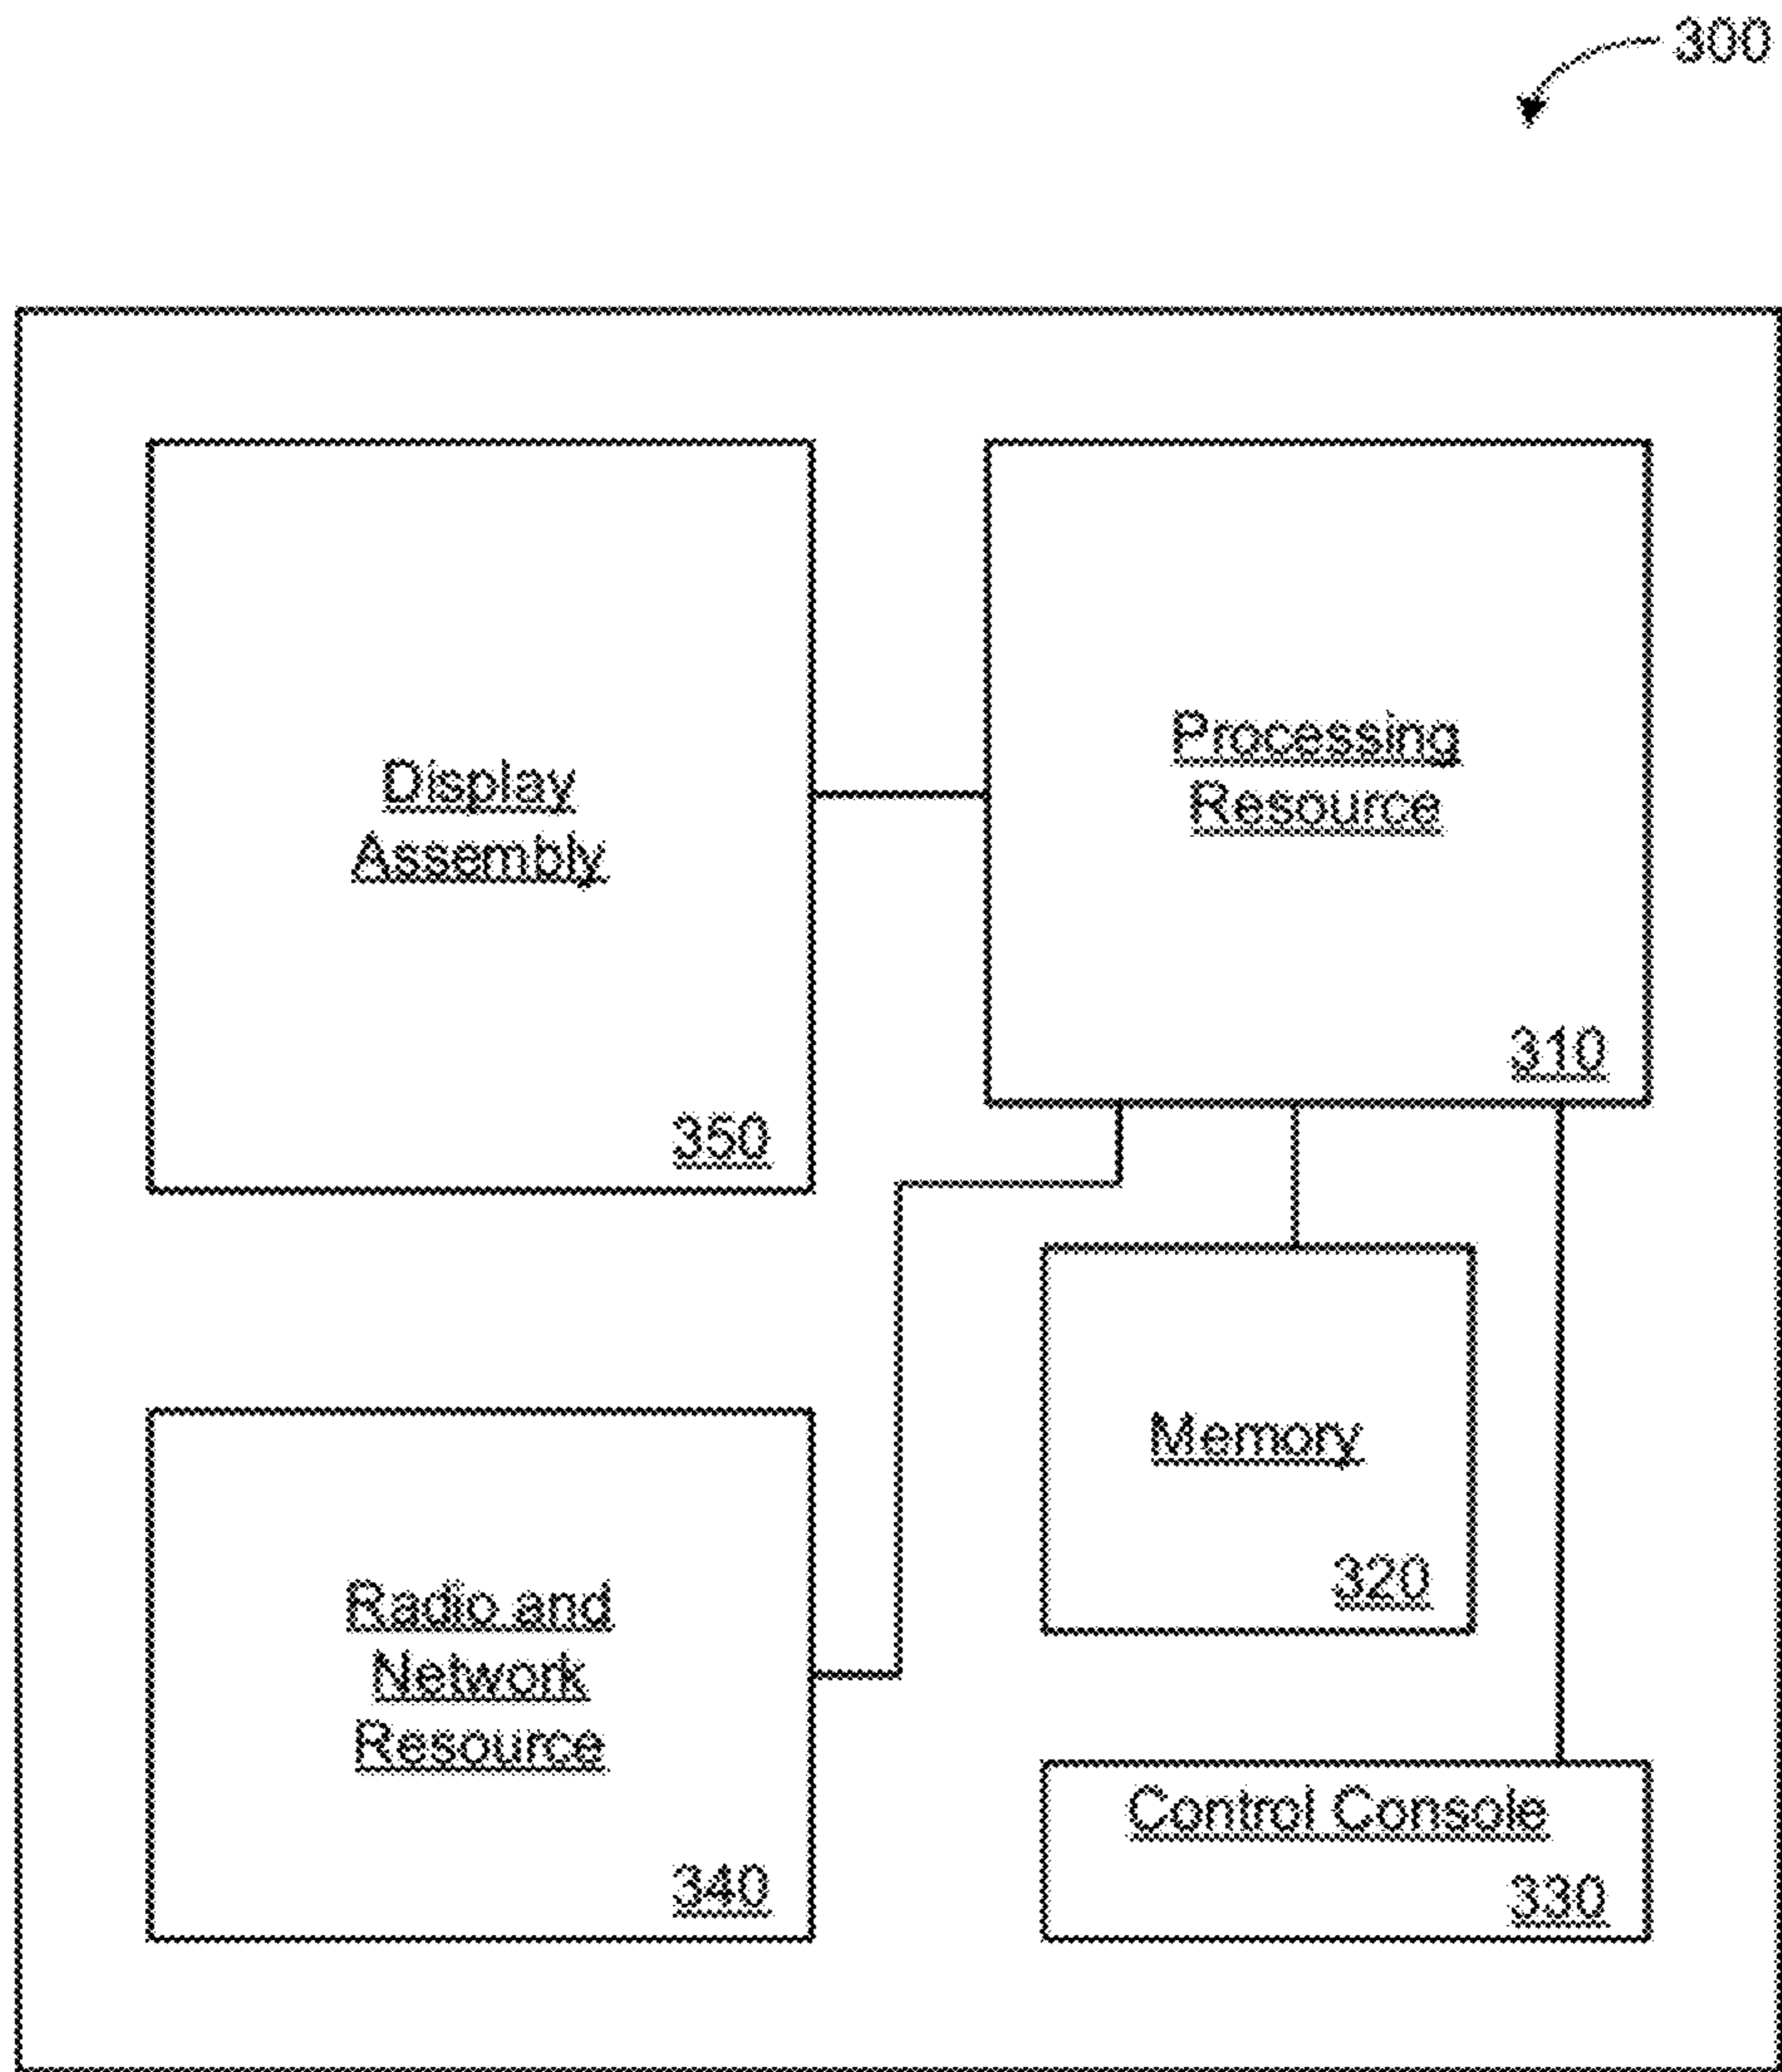 300
Display
Assembly
350
Processing
Resource
310
Memory
320
Radio and
Network
Resource
340
Control Console
330